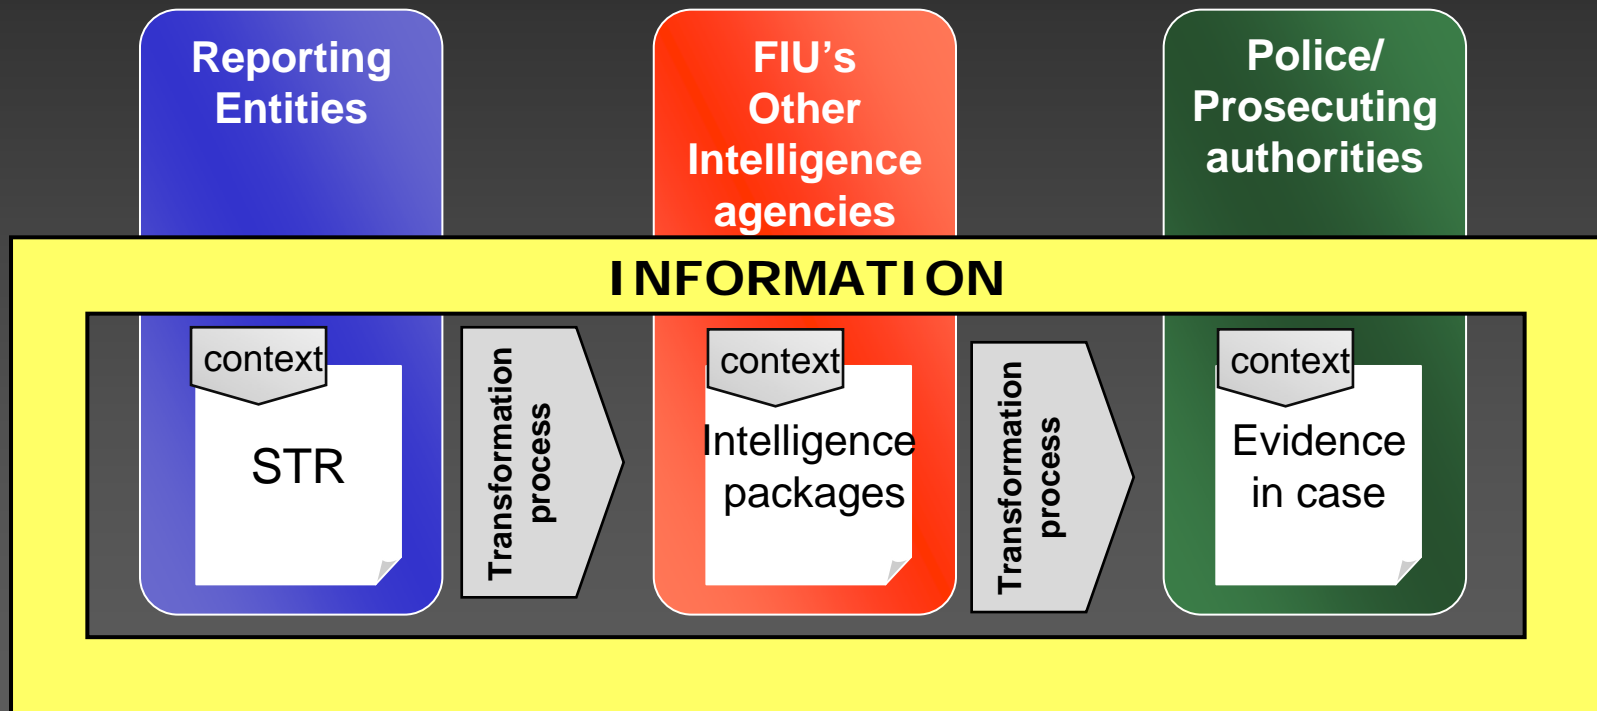 Reporting
Entities
FIU's
Other
Intelligence
agencies
Police/
Prosecuting
authorities
INFORMATION
context
STR
Transformation
process
context
Intelligence
packages
Transformation
process
context
Evidence
in case